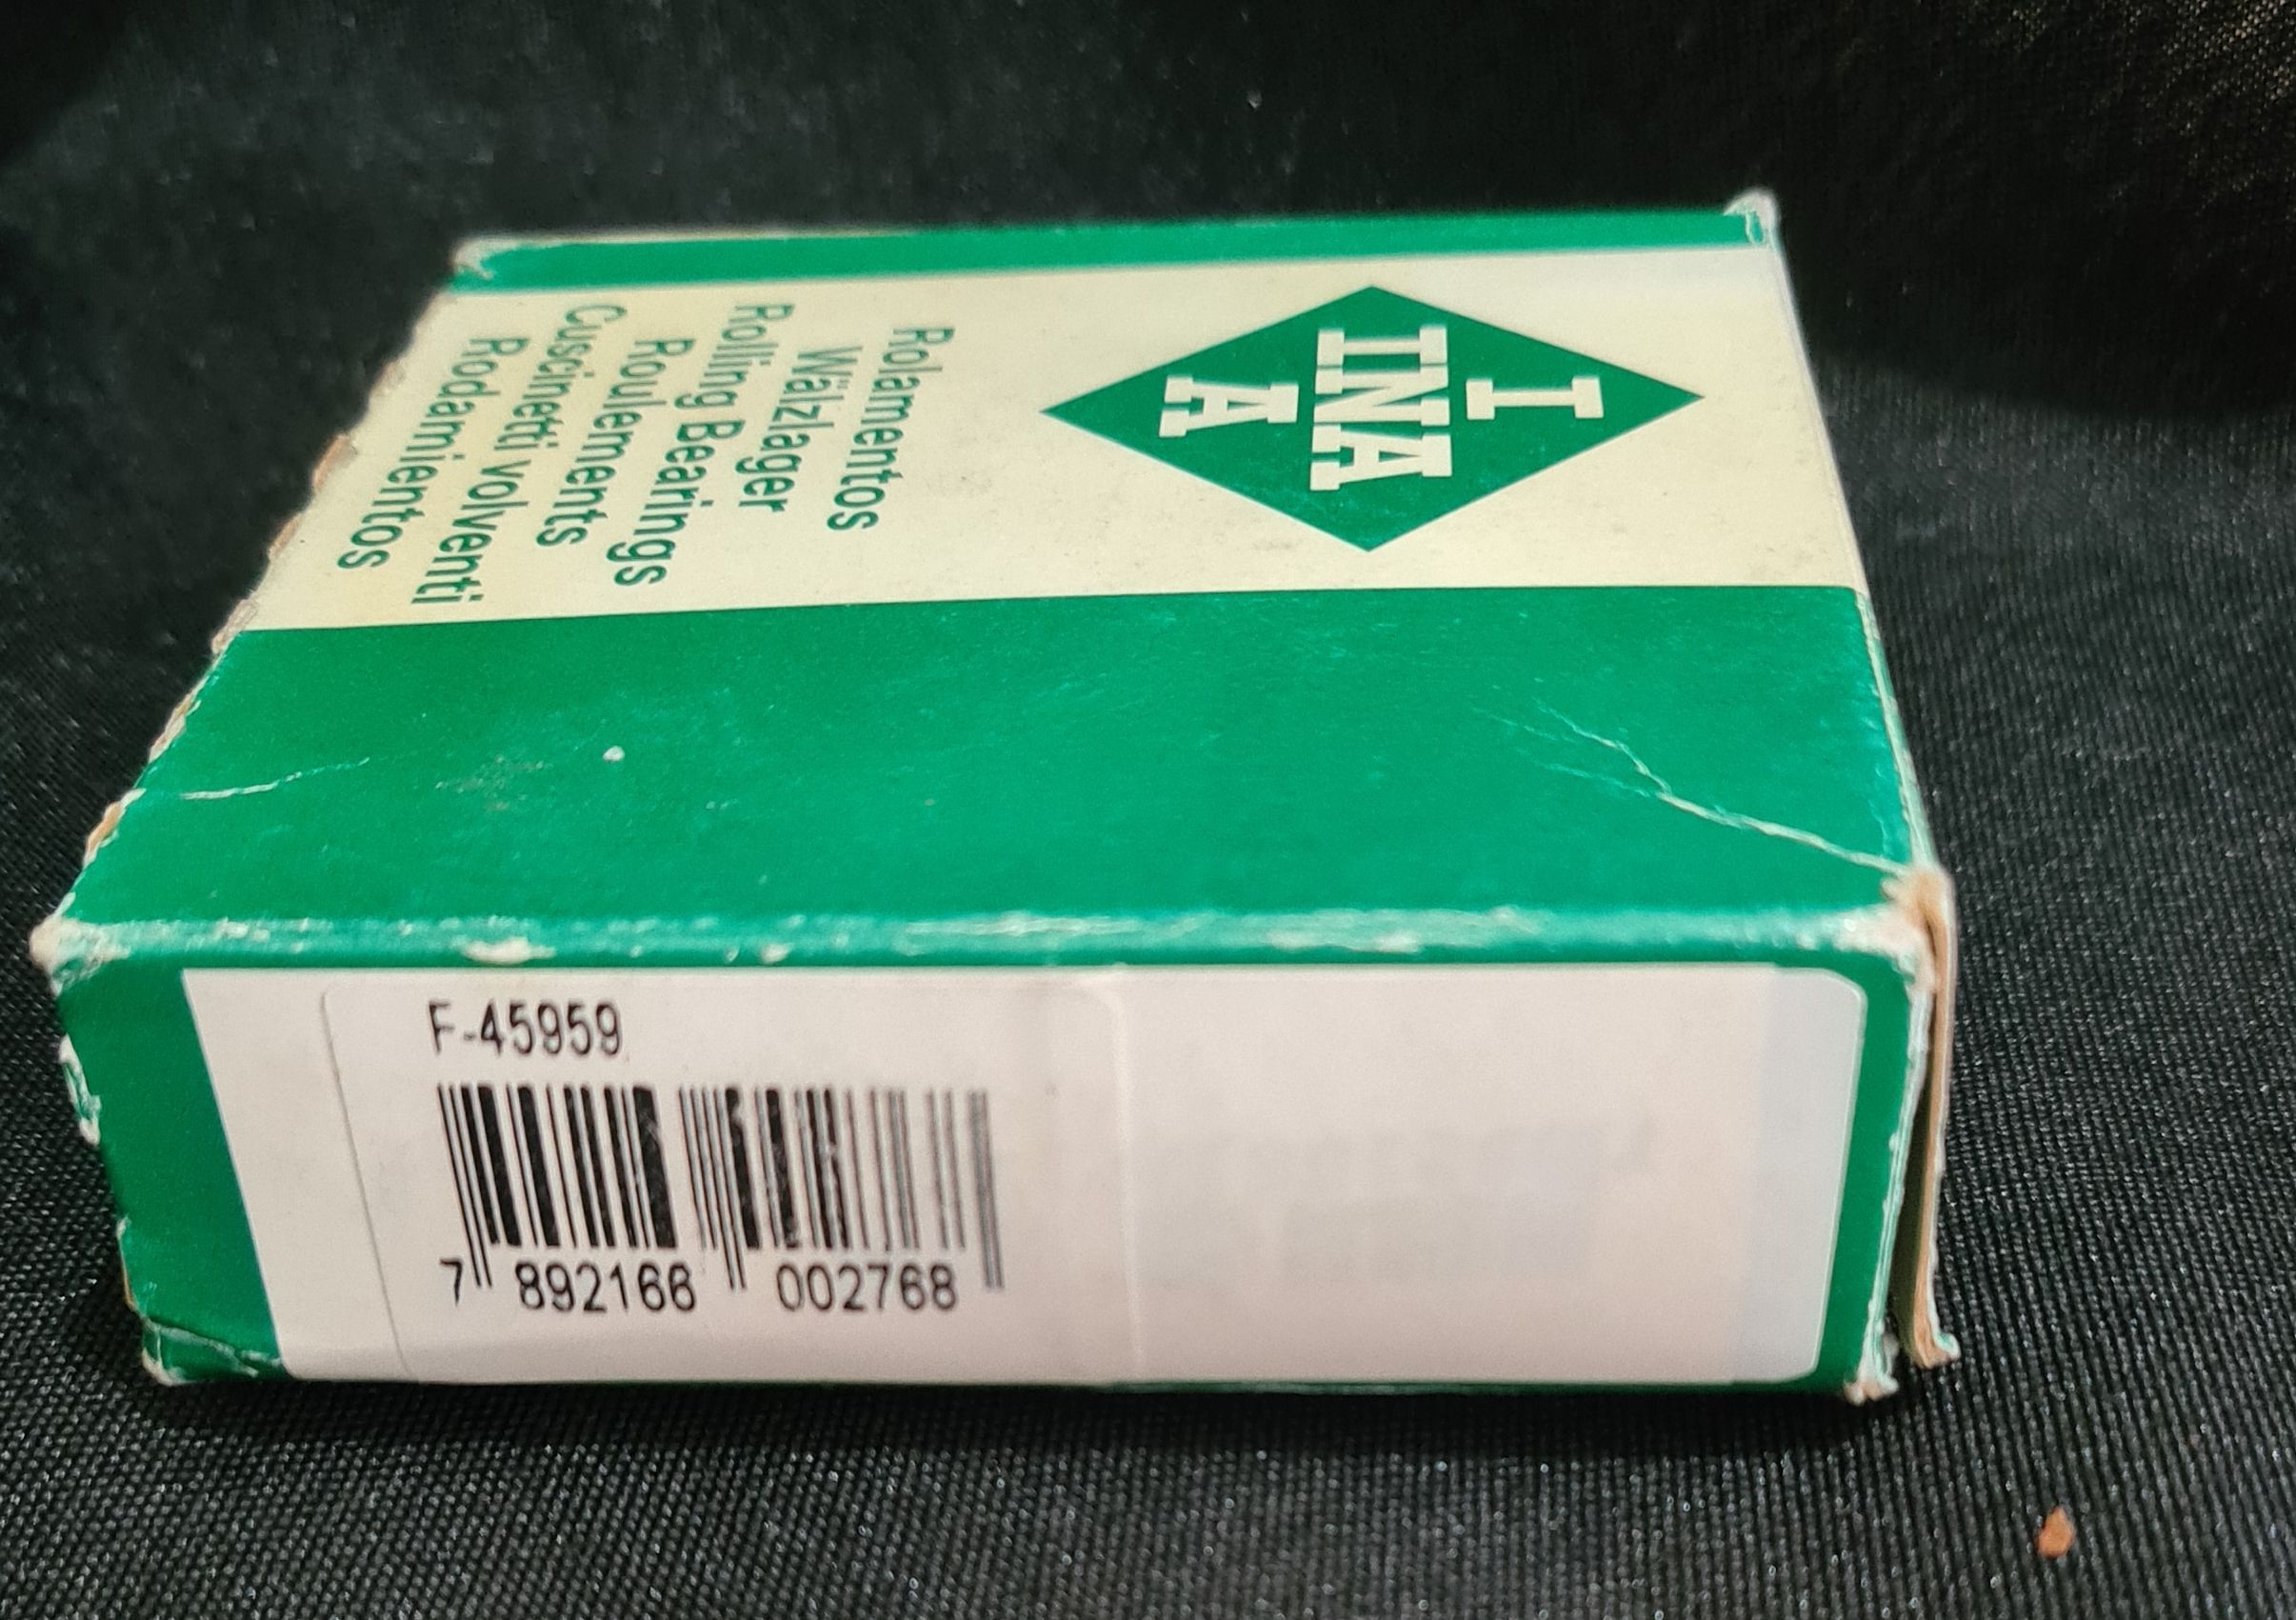 I
INA
A
Rolamentos
Wälzlager
Rolling Bearings
Roulements
Cuscinetti volventi
Rodamientos
F-45959
7 892166 002768